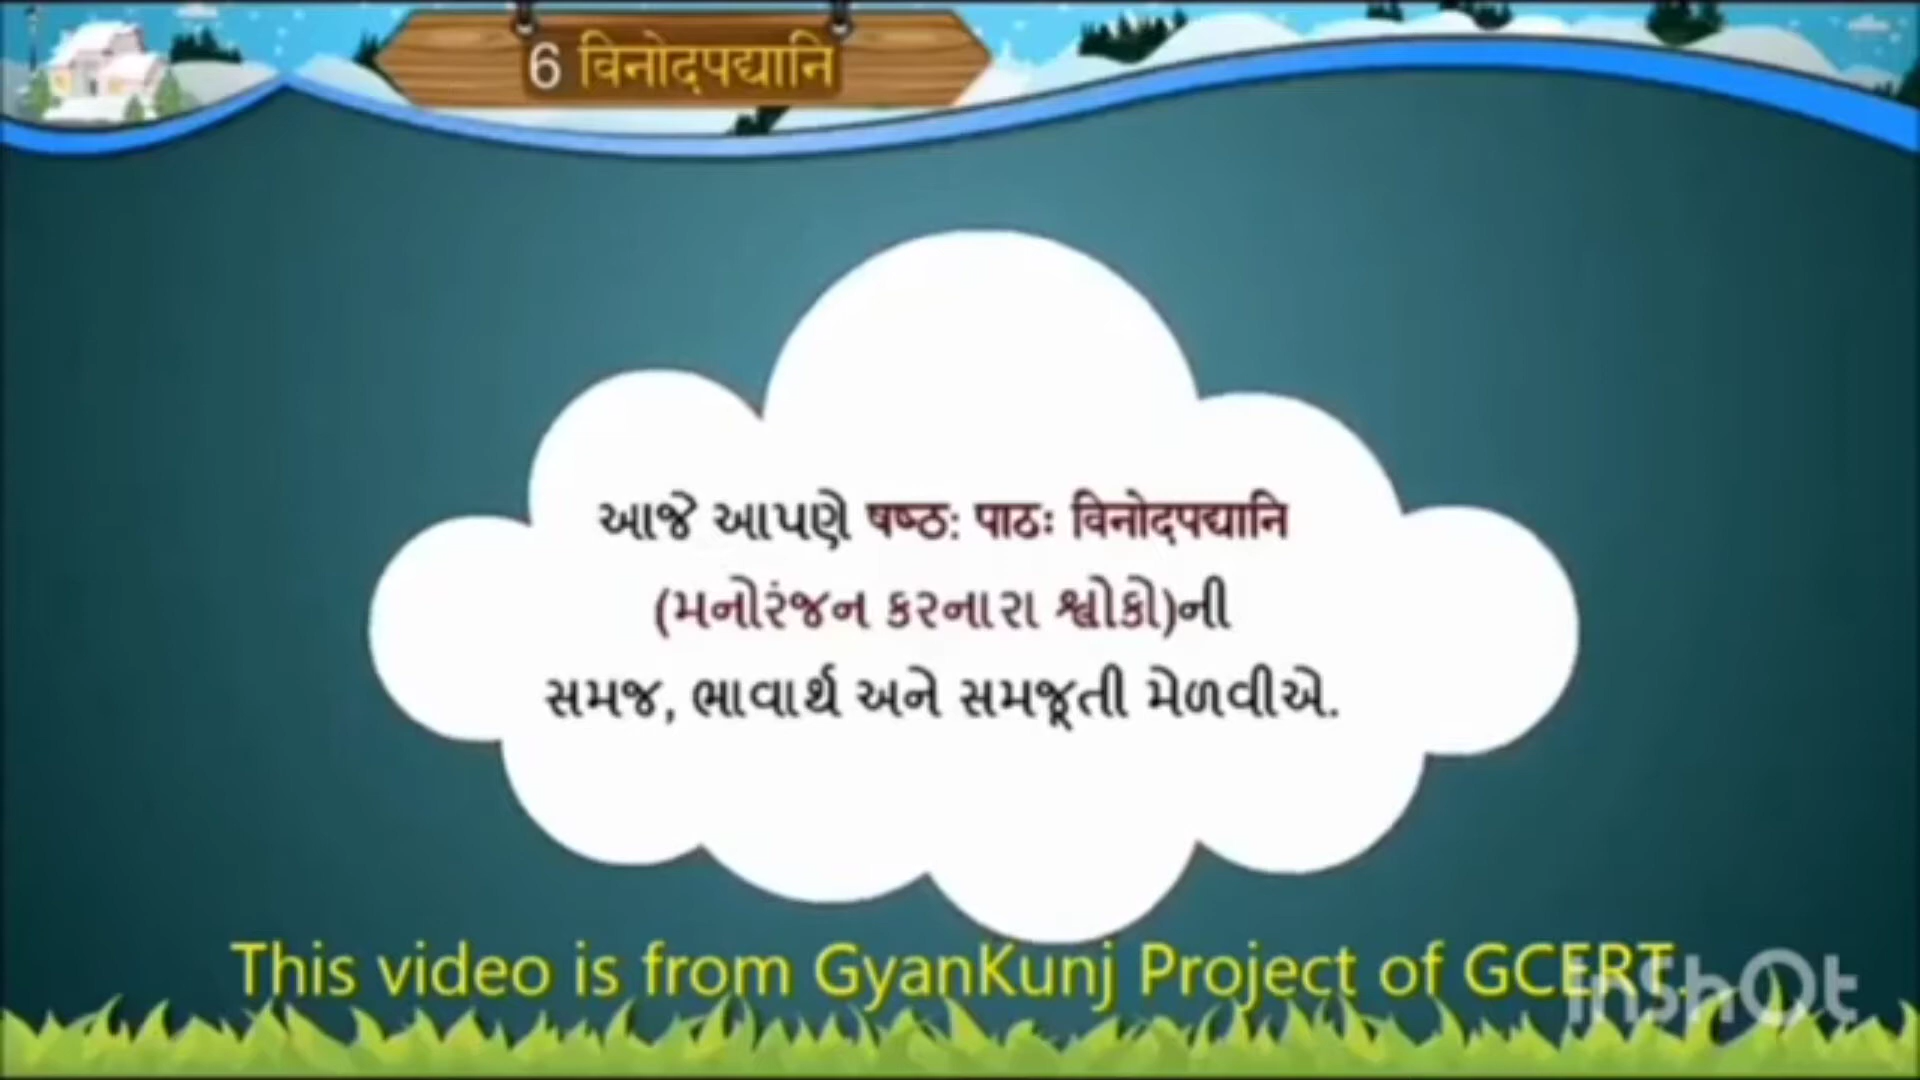 6 विनोदपद्यानि
આજે આપણે षष्ठ: पाठः विनोदपद्यानि
(મનોરંજન કરનારા શ્લોકો)ની
સમજ, ભાવાર્થ અને સમજૂતી મેળવીએ.
This video is from GyanKunj Project of GCERT.
InShOt